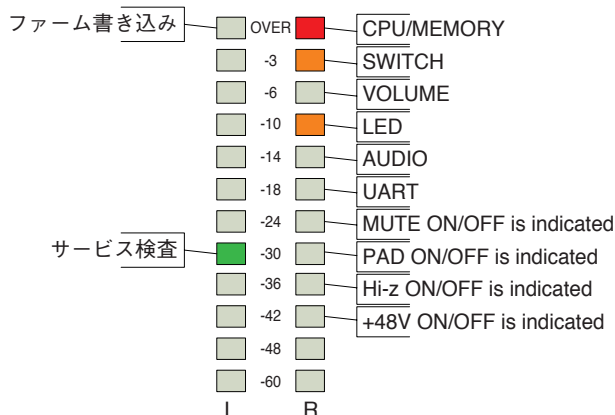 ファーム書き込み OVER CPU/MEMORY
-3 SWITCH
-6 VOLUME
-10 LED
-14 AUDIO
-18 UART
-24 MUTE ON/OFF is indicated
サービス検査 -30 PAD ON/OFF is indicated
-36 Hi-z ON/OFF is indicated
-42 +48V ON/OFF is indicated
-48
-60
L R